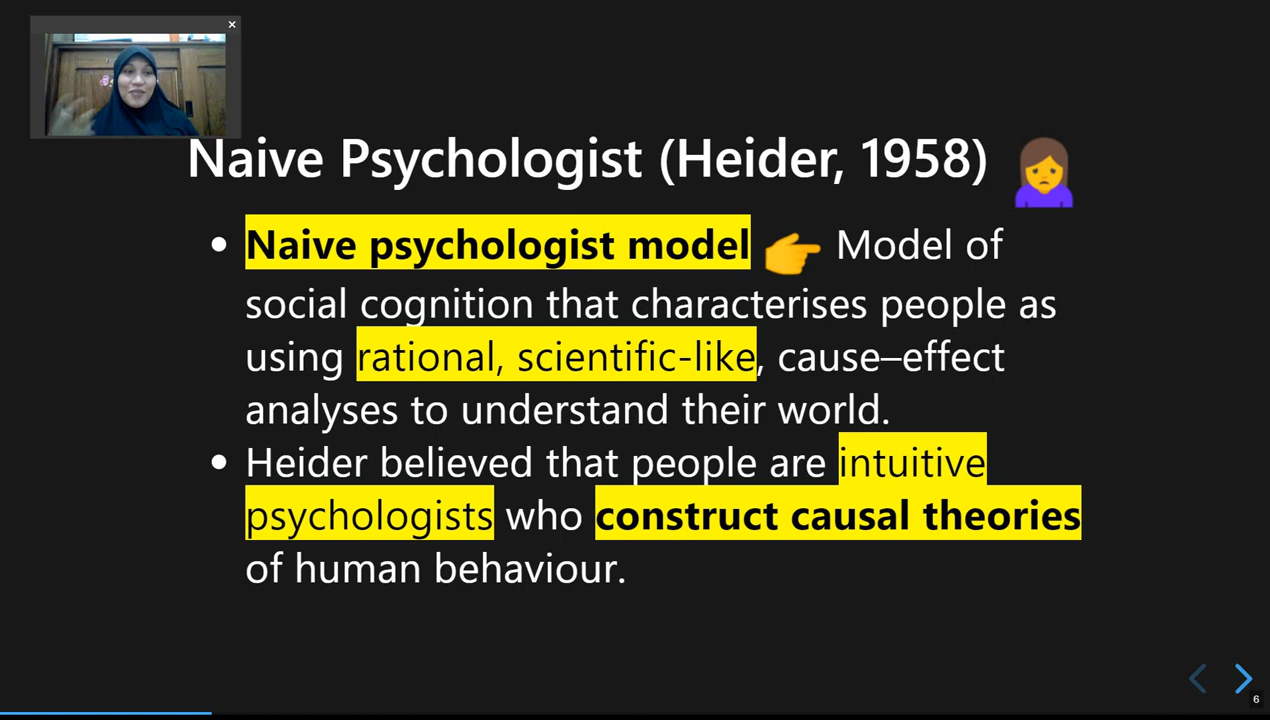 Naive Psychologist (Heider, 1958)
• Naive psychologist model 👉 Model of
social cognition that characterises people as
using rational, scientific-like, cause–effect
analyses to understand their world.
• Heider believed that people are intuitive
psychologists who construct causal theories
of human behaviour.
6